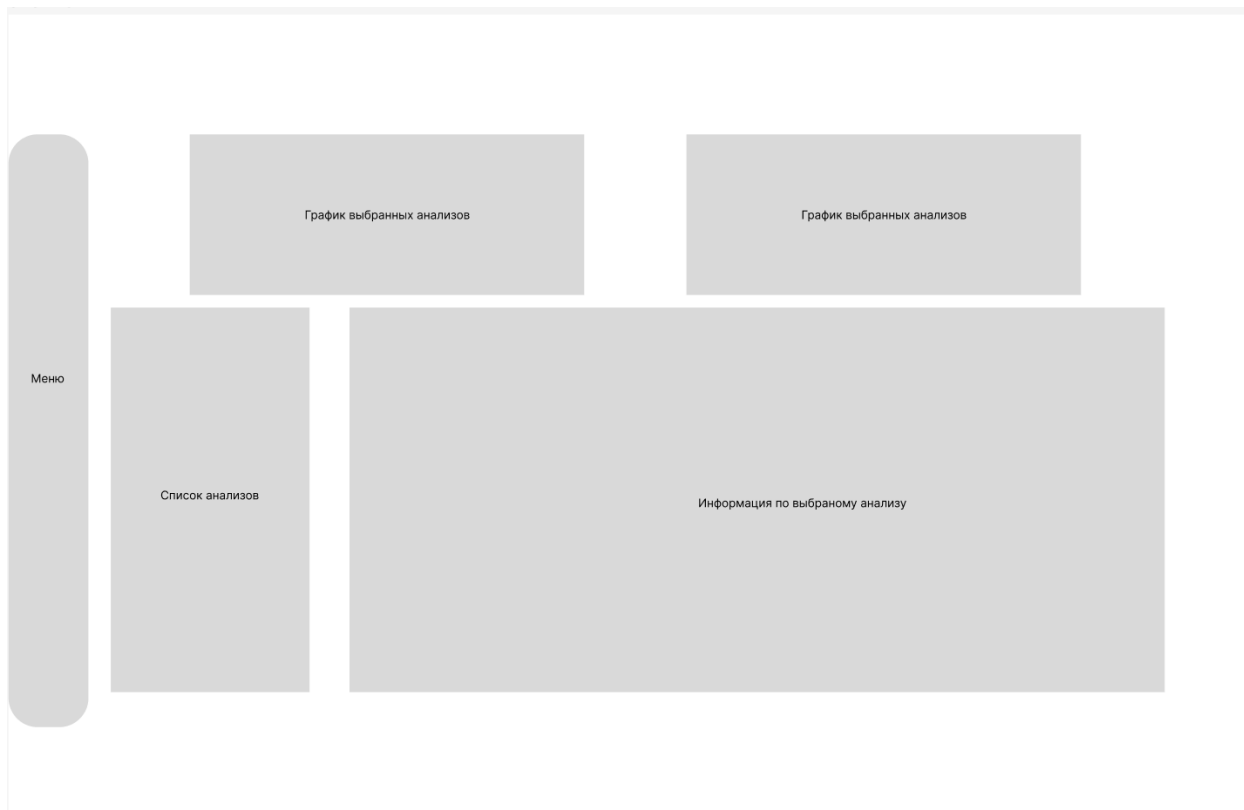 График выбранных анализов
График выбранных анализов
Меню
Список анализов
Информация по выбраному анализу